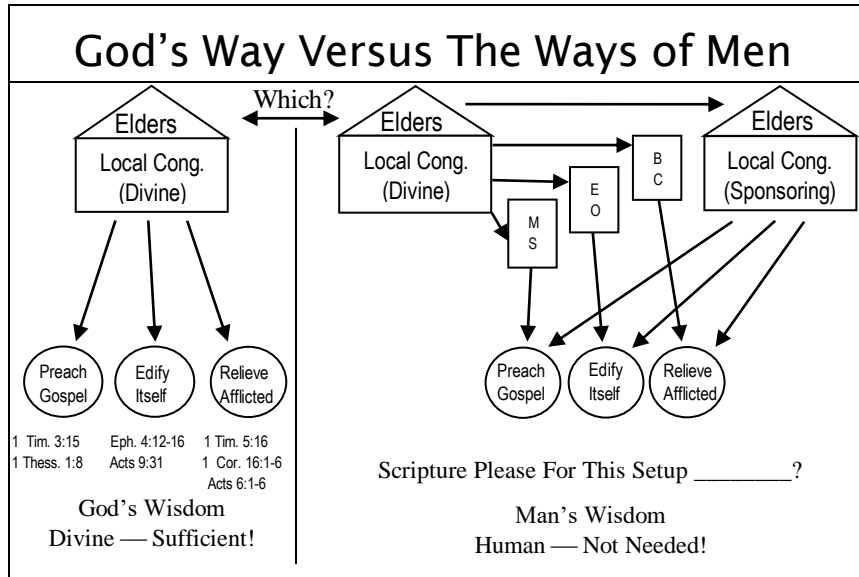 God's Way Versus The Ways of Men
Which?
Elders
Local Cong.
(Divine)
Preach
Gospel
Edify
Itself
Relieve
Afflicted
1 Tim. 3:15
1 Thess. 1:8
Eph. 4:12-16
Acts 9:31
1 Tim. 5:16
1 Cor. 16:1-6
Acts 6:1-6
God's Wisdom
Divine — Sufficient!
Elders
Local Cong.
(Divine)
M
S
E
O
B
C
Elders
Local Cong.
(Sponsoring)
Preach
Gospel
Edify
Itself
Relieve
Afflicted
Scripture Please For This Setup ________?
Man's Wisdom
Human — Not Needed!